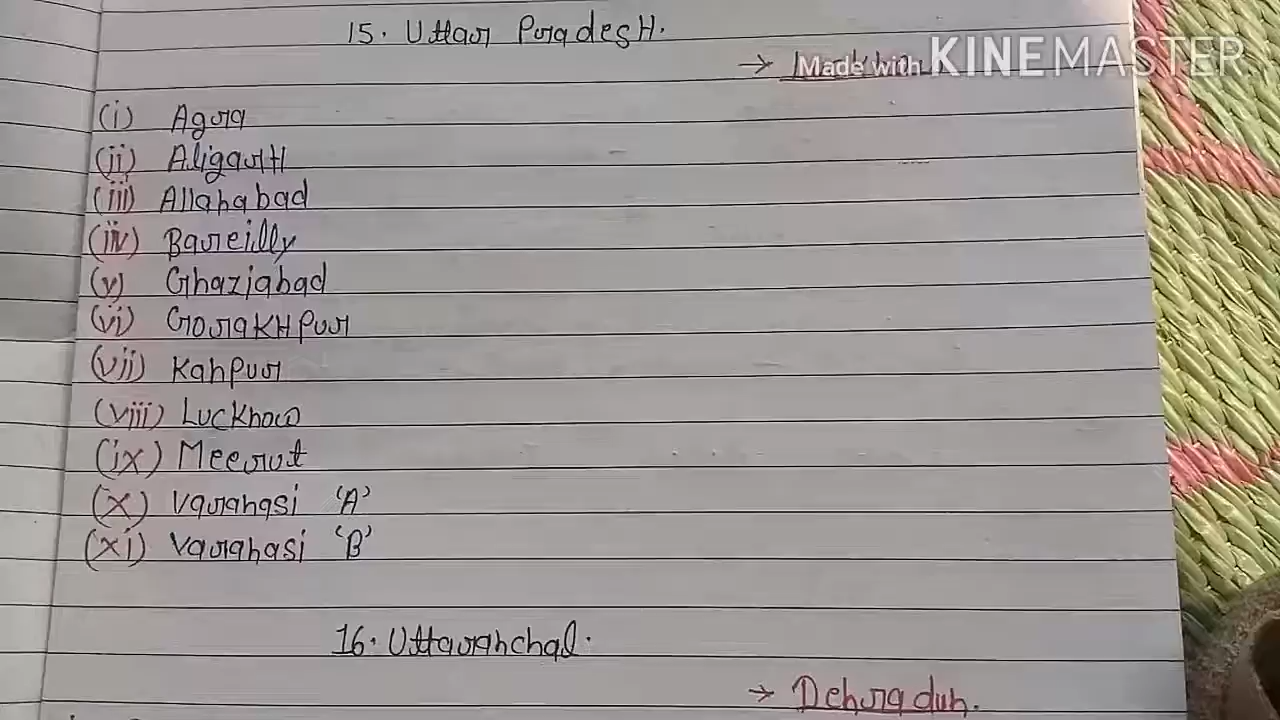 15. Uttar PradesH.
→ Made with KINEMASTER
(i) Agra
(ii) AligarH
(iii) Allahabad
(iv) Bareilly
(v) Ghaziabad
(vi) GorakHpur
(vii) Kanpur
(viii) Lucknow
(ix) Meerut
(x) Varanasi 'A'
(xi) Varanasi 'B'
16. Uttaranchal.
→ Dehradun.